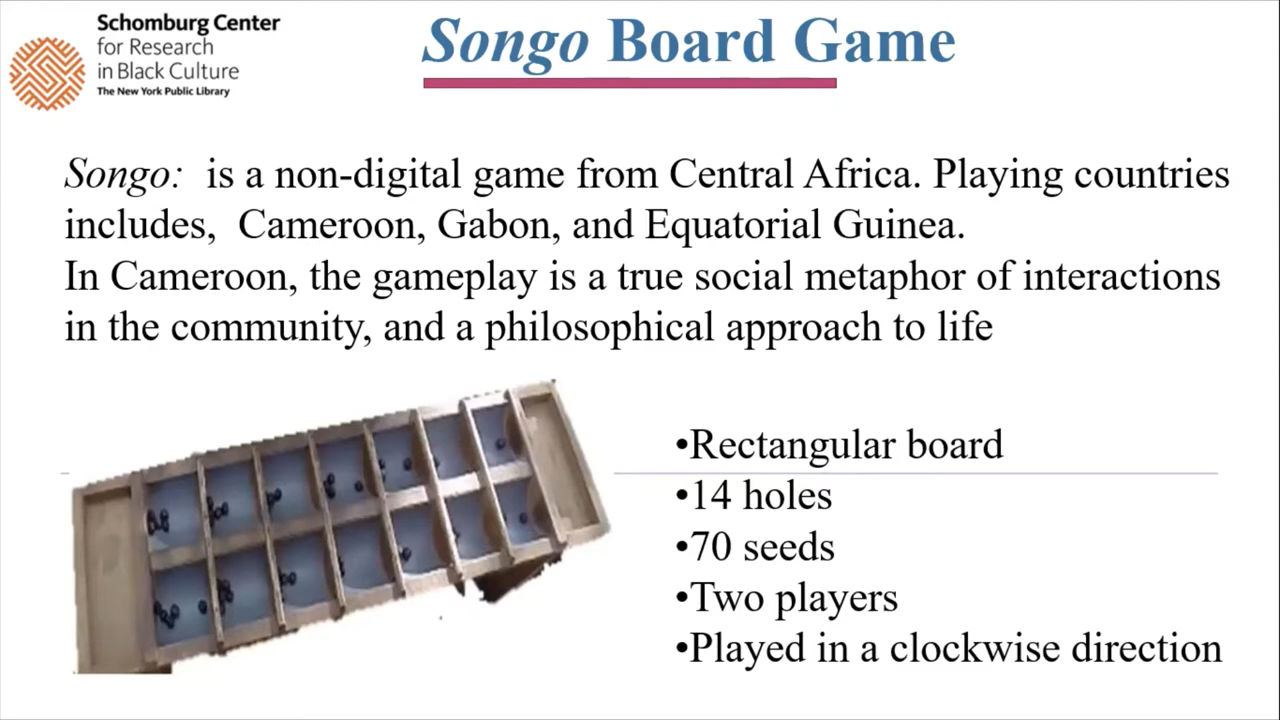 Schomburg Center
for Research
in Black Culture
The New York Public Library
Songo Board Game
Songo: is a non-digital game from Central Africa. Playing countries
includes, Cameroon, Gabon, and Equatorial Guinea.
In Cameroon, the gameplay is a true social metaphor of interactions
in the community, and a philosophical approach to life
•Rectangular board
•14 holes
•70 seeds
•Two players
•Played in a clockwise direction